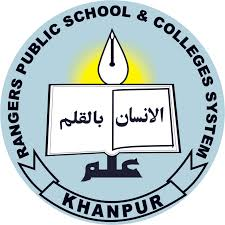 RANGERS PUBLIC SCHOOL & COLLEGES SYSTEM
الانسان بالقلم
علم
KHANPUR